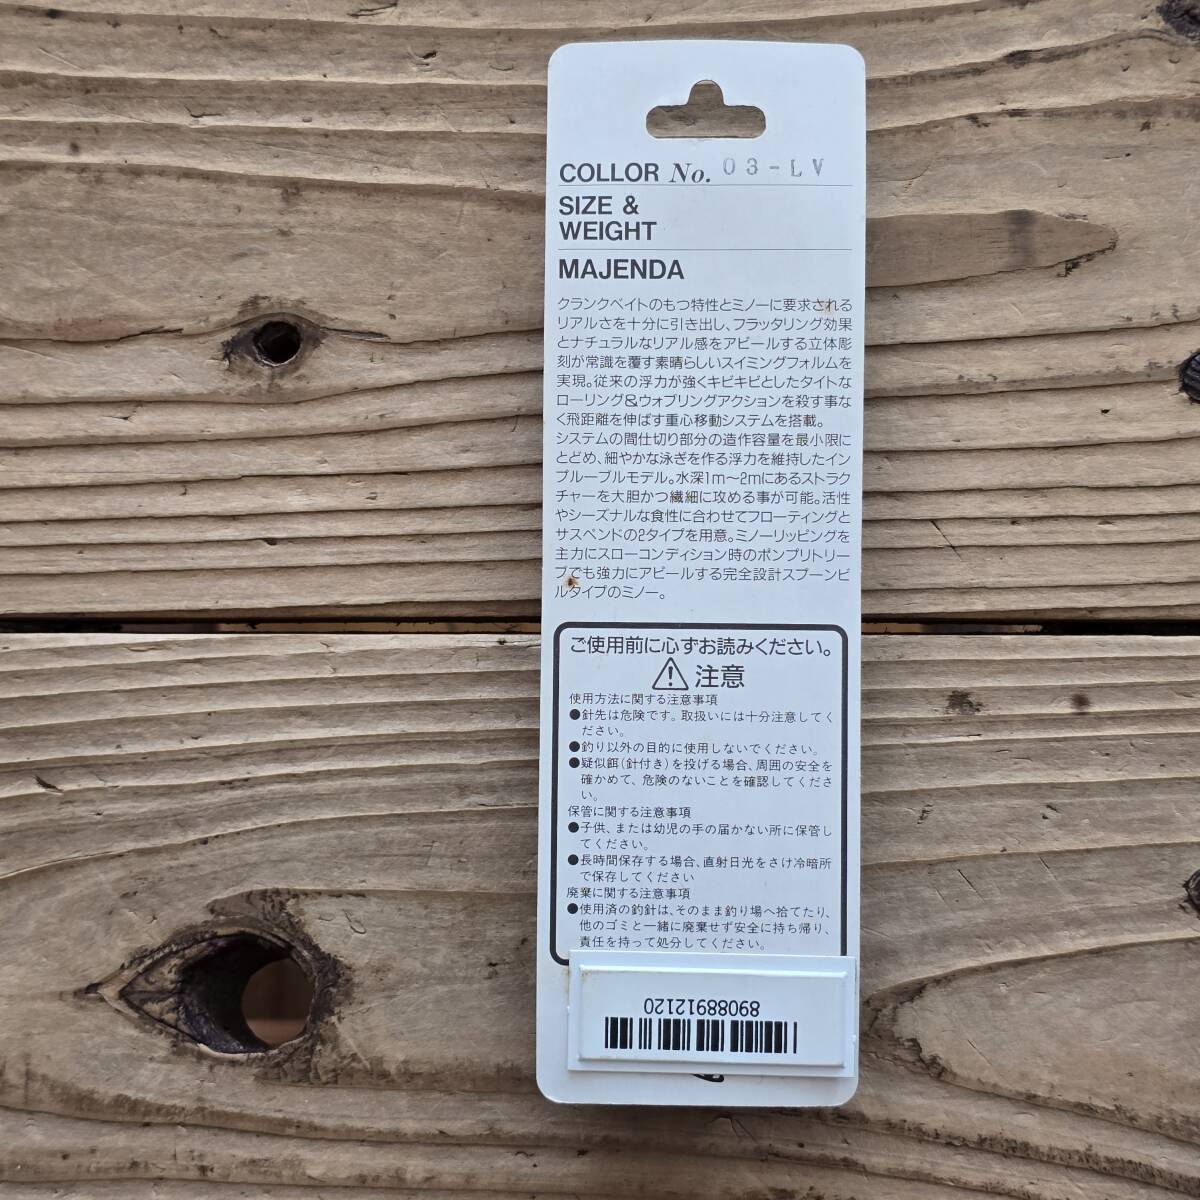 COLLOR No. 03-LV
SIZE &
WEIGHT
MAJENDA
クランクベイトのもつ特性とミノーに要求される
リアルさを十分に引き出し、フラッタリング効果
とナチュラルなリアル感をアピールする立体彫
刻が常識を覆す素晴らしいスイミングフォルムを
実現。従来の浮力が強くキビキビとしたタイトな
ローリング&ウォブリングアクションを殺す事な
く飛距離を伸ばす重心移動システムを搭載。
システムの間仕切り部分の造作容量を最小限に
とどめ、細やかな泳ぎを作る浮力を維持したイン
プルーブルモデル。水深1m〜2mにあるストラク
チャーを大胆かつ繊細に攻める事が可能。活性
やシーズナルな食性に合わせてフローティングと
サスペンドの2タイプを用意。ミノーリッピングを
主力にスローコンディション時のポンプリトリー
ブでも強力にアピールする完全設計スプーンビ
ルタイプのミノー。
ご使用前に必ずお読みください。
注意
使用方法に関する注意事項
●針先は危険です。取扱いには十分注意してく
ださい。
●釣り以外の目的に使用しないでください。
●疑似餌(針付き)を投げる場合、周囲の安全を
確かめて、危険のないことを確認してくださ
い。
保管に関する注意事項
●子供、または幼児の手の届かない所に保管し
てください。
●長時間保存する場合、直射日光をさけ冷暗所
で保存してください
廃棄に関する注意事項
●使用済の釣針は、そのまま釣り場へ捨てたり、
他のゴミと一緒に廃棄せず安全に持ち帰り、
責任を持って処分してください。
8908891212120